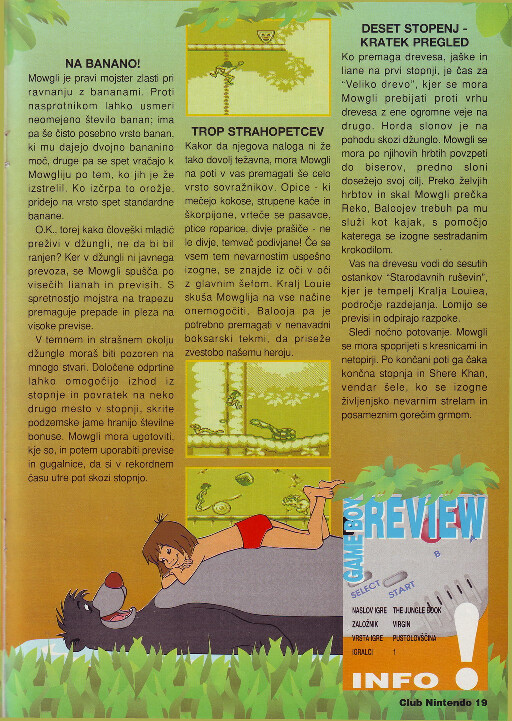 NA BANANO!
Mowgli je pravi mojster zlasti pri
ravnanju z bananami. Proti
nasprotnikom lahko usmeri
neomejeno število banan; ima
pa še čisto posebno vrsto banan,
ki mu dajejo dvojno bananino
moč, druge pa se spet vračajo k
Mowgliju po tem, ko jih je že
izstrelil. Ko izčrpa to orožje,
pridejo na vrsto spet standardne
banane.
O.K., torej kako človeški mladič
preživi v džungli, ne da bi bil
ranjen? Ker v džungli ni javnega
prevoza, se Mowgli spušča po
visečih lianah in previsih. S
spretnostjo mojstra na trapezu
premaguje prepade in pleza na
visoke previse.
V temnem in strašnem okolju
džungle moraš biti pozoren na
mnogo stvari. Določene odprtine
lahko omogočijo izhod iz
stopnje in povratek na neko
drugo mesto v stopnji, skrite
podzemske jame hranijo številne
bonuse. Mowgli mora ugotoviti,
kje so, in potem uporabiti previse
in gugalnice, da si v rekordnem
času utre pot skozi stopnjo.
TROP STRAHOPETCEV
Kakor da njegova naloga ni že
tako dovolj težavna, mora Mowgli
na poti v vas premagati še celo
vrsto sovražnikov. Opice - ki
mečejo kokose, strupene kače in
škorpijone, vrteče se pasavce,
ptice roparice, divje prašiče - ne
le divje, temveč podivjane! Če se
vsem tem nevarnostim uspešno
izogne, se znajde iz oči v oči
z glavnim šefom. Kralj Louie
skuša Mowglija na vse načine
onemogočiti. Balooja pa je
potrebno premagati v nenavadni
boksarski tekmi, da priseže
zvestobo našemu heroju.
DESET STOPENJ -
KRATEK PREGLED
Ko premaga drevesa, jaške in
liane na prvi stopnji, je čas za
"Veliko drevo", kjer se mora
Mowgli prebijati proti vrhu
drevesa z ene ogromne veje na
drugo. Horda slonov je na
pohodu skozi džunglo. Mowgli se
mora po njihovih hrbtih povzpeti
do biserov, predno sloni
dosežejo svoj cilj. Preko želvjih
hrbtov in skal Mowgli prečka
Reko, Baloojev trebuh pa mu
služi kot kajak, s pomočjo
katerega se izogne sestradanim
krokodilom.
Vas na drevesu vodi do sesutih
ostankov "Starodavnih ruševin",
kjer je tempelj Kralja Louiea,
področje razdejanja. Lomijo se
previsi in odpirajo razpoke.
Sledi nočno potovanje. Mowgli
se mora spoprijeti s kresnicami in
netopirji. Po končani poti ga čaka
končna stopnja in Shere Khan,
vendar šele, ko se izogne
življenjsko nevarnim strelam in
posameznim gorečim grmom.
GAME BOY
REVIEW
B
A
SELECT
START
NASLOV IGRE THE JUNGLE BOOK
ZALOŽNIK VIRGIN
VRSTA IGRE PUSTOLOVŠČINA
IGRALCI 1
INFO !
Club Nintendo 19